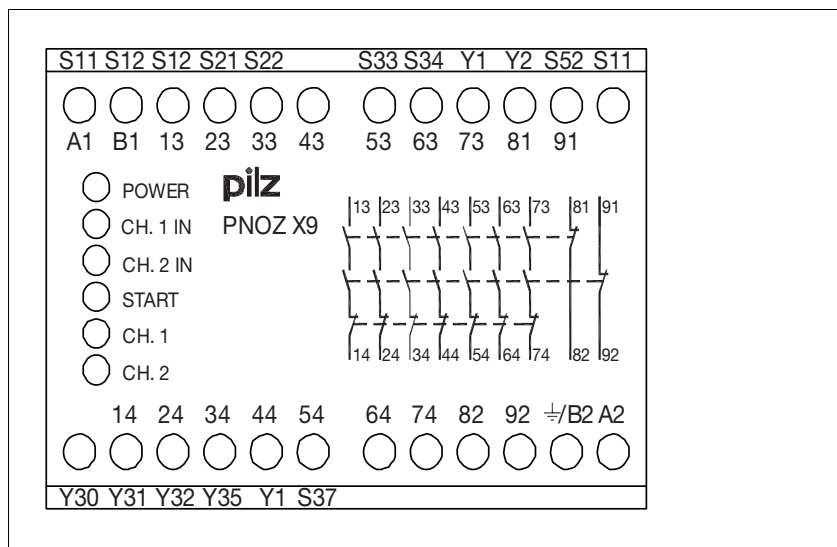 S11 S12 S12 S21 S22 S33 S34 Y1 Y2 S52 S11
A1 B1 13 23 33 43 53 63 73 81 91
POWER
pilz
CH. 1 IN
PNOZ X9
CH. 2 IN
START
CH. 1
CH. 2
13 23 33 43 53 63 73 81 91
14 24 34 44 54 64 74 82 92
14 24 34 44 54 64 74 82 92 ⏚/B2 A2
Y30 Y31 Y32 Y35 Y1 S37